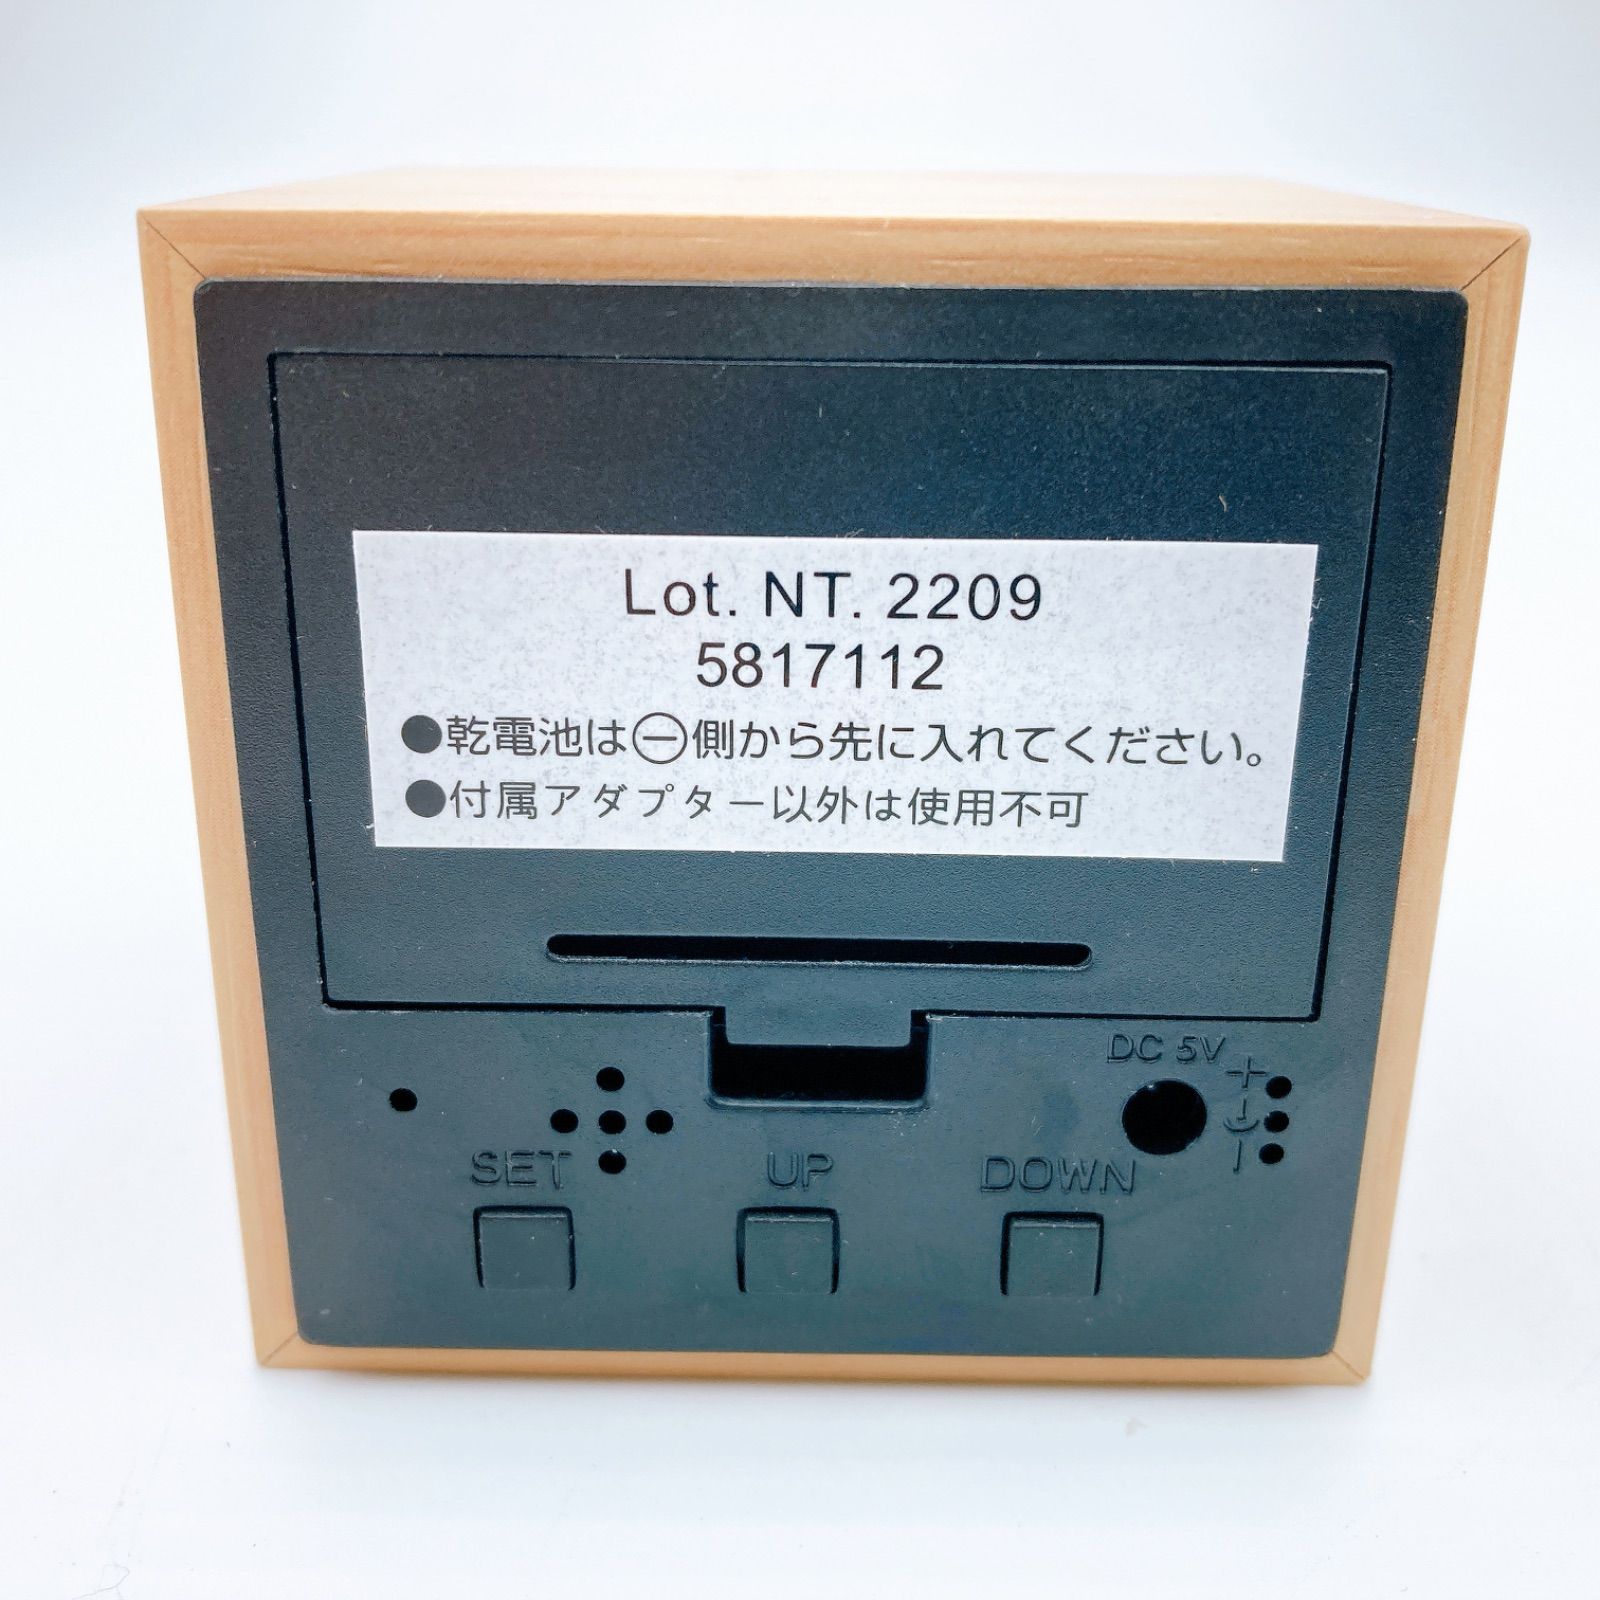 Lot. NT. 2209
5817112
●乾電池は㊀側から先に入れてください。
●付属アダプター以外は使用不可
DC 5V
+
-
SET UP DOWN